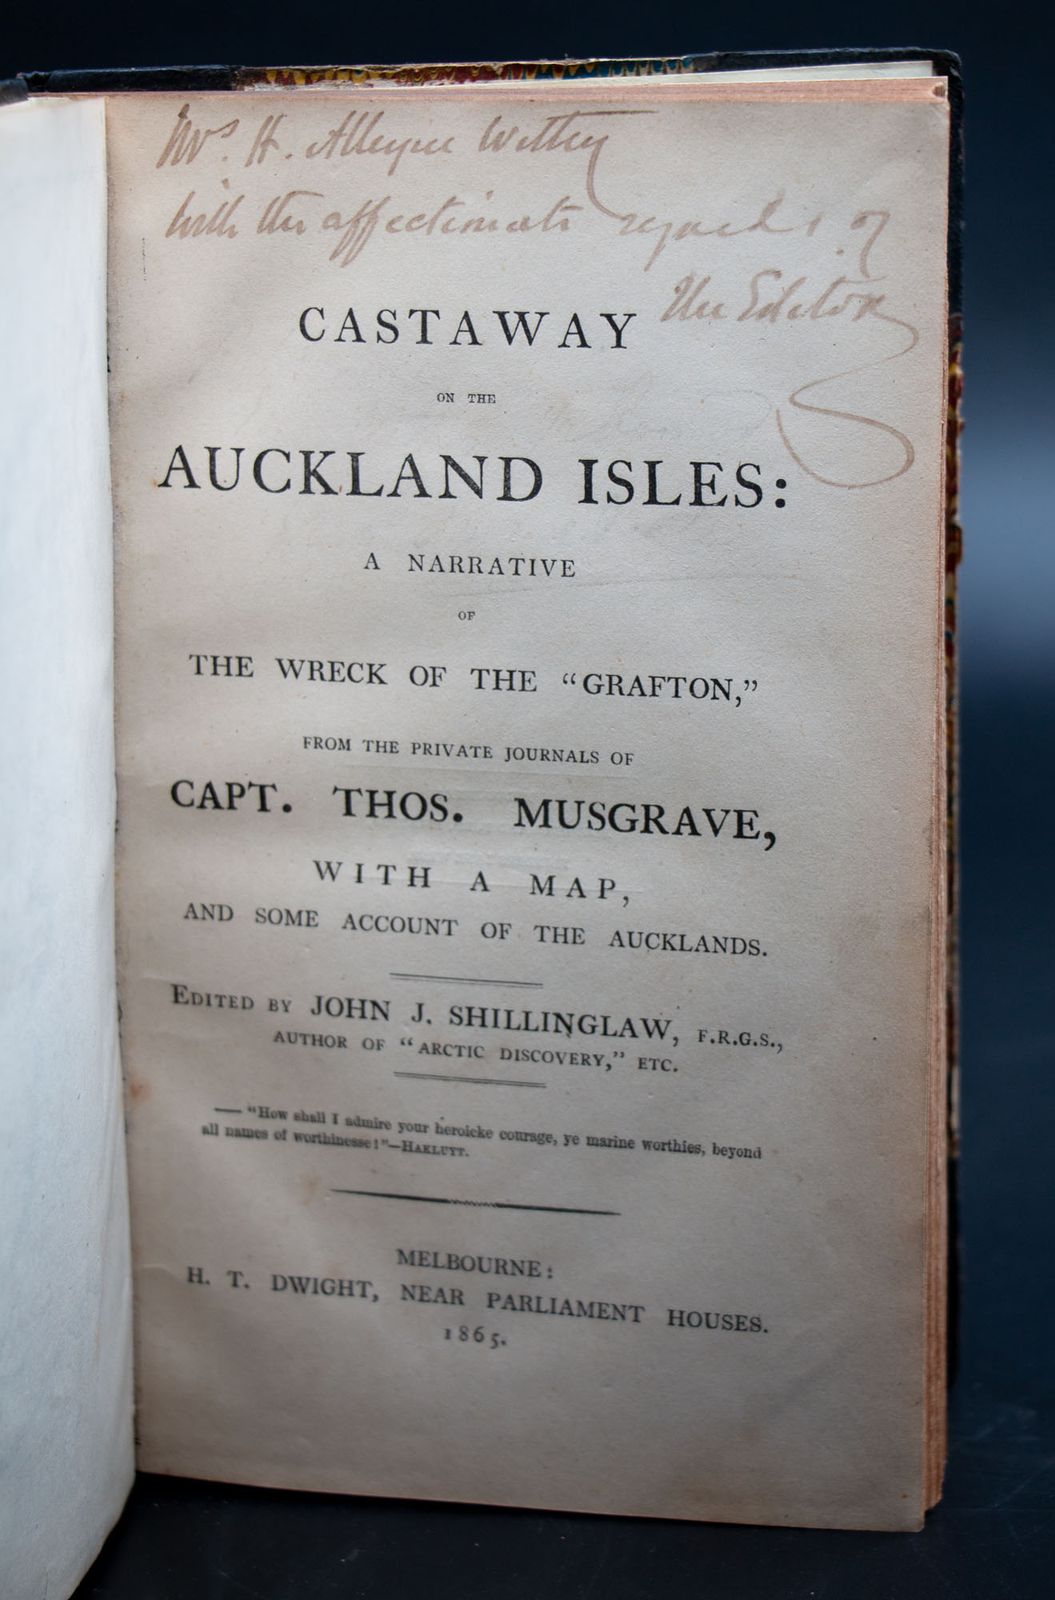 Mrs. H. Alleyne
with the affectionate regards of
The Editor
CASTAWAY
ON THE
AUCKLAND ISLES:
A NARRATIVE
OF
THE WRECK OF THE “GRAFTON,”
FROM THE PRIVATE JOURNALS OF
CAPT. THOS. MUSGRAVE,
WITH A MAP,
AND SOME ACCOUNT OF THE AUCKLANDS.
EDITED BY JOHN J. SHILLINGLAW, F.R.G.S.,
AUTHOR OF “ARCTIC DISCOVERY,” ETC.
— “How shall I admire your heroicke courage, ye marine worthies, beyond
all names of worthinesse!”—HAKLUYT.
MELBOURNE:
H. T. DWIGHT, NEAR PARLIAMENT HOUSES.
1865.